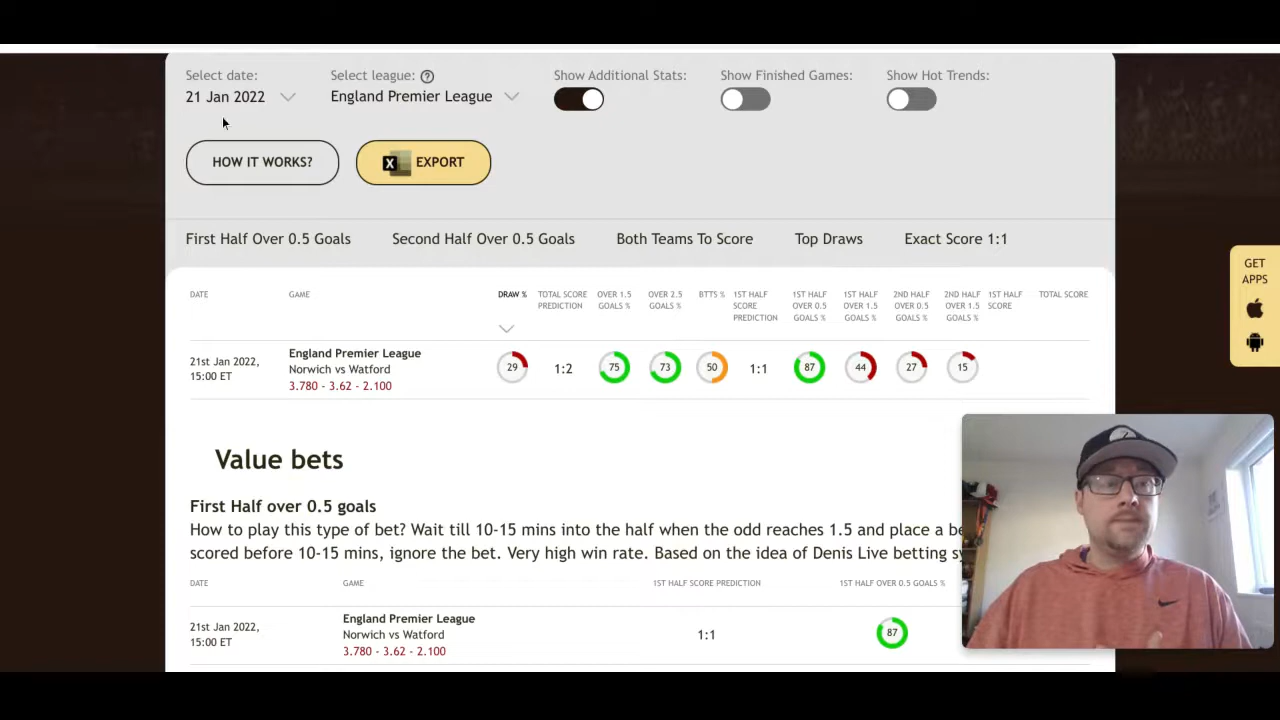 Select date:
Select league: ?
Show Additional Stats:
Show Finished Games:
Show Hot Trends:
21 Jan 2022
England Premier League
HOW IT WORKS?
X EXPORT
First Half Over 0.5 Goals
Second Half Over 0.5 Goals
Both Teams To Score
Top Draws
Exact Score 1:1
DATE
GAME
DRAW %
TOTAL SCORE
PREDICTION
OVER 1.5
GOALS %
OVER 2.5
GOALS %
BTTS %
1ST HALF
SCORE
PREDICTION
1ST HALF
OVER 0.5
GOALS %
1ST HALF
OVER 1.5
GOALS %
2ND HALF
OVER 0.5
GOALS %
2ND HALF
OVER 1.5
GOALS %
1ST HALF
SCORE
TOTAL SCORE
21st Jan 2022,
15:00 ET
England Premier League
Norwich vs Watford
3.780 - 3.62 - 2.100
29
1:2
75
73
50
1:1
87
44
27
15
GET
APPS
Value bets
First Half over 0.5 goals
How to play this type of bet? Wait till 10-15 mins into the half when the odd reaches 1.5 and place a be
scored before 10-15 mins, ignore the bet. Very high win rate. Based on the idea of Denis Live betting sy
DATE
GAME
1ST HALF SCORE PREDICTION
1ST HALF OVER 0.5 GOALS %
21st Jan 2022,
15:00 ET
England Premier League
Norwich vs Watford
3.780 - 3.62 - 2.100
1:1
87